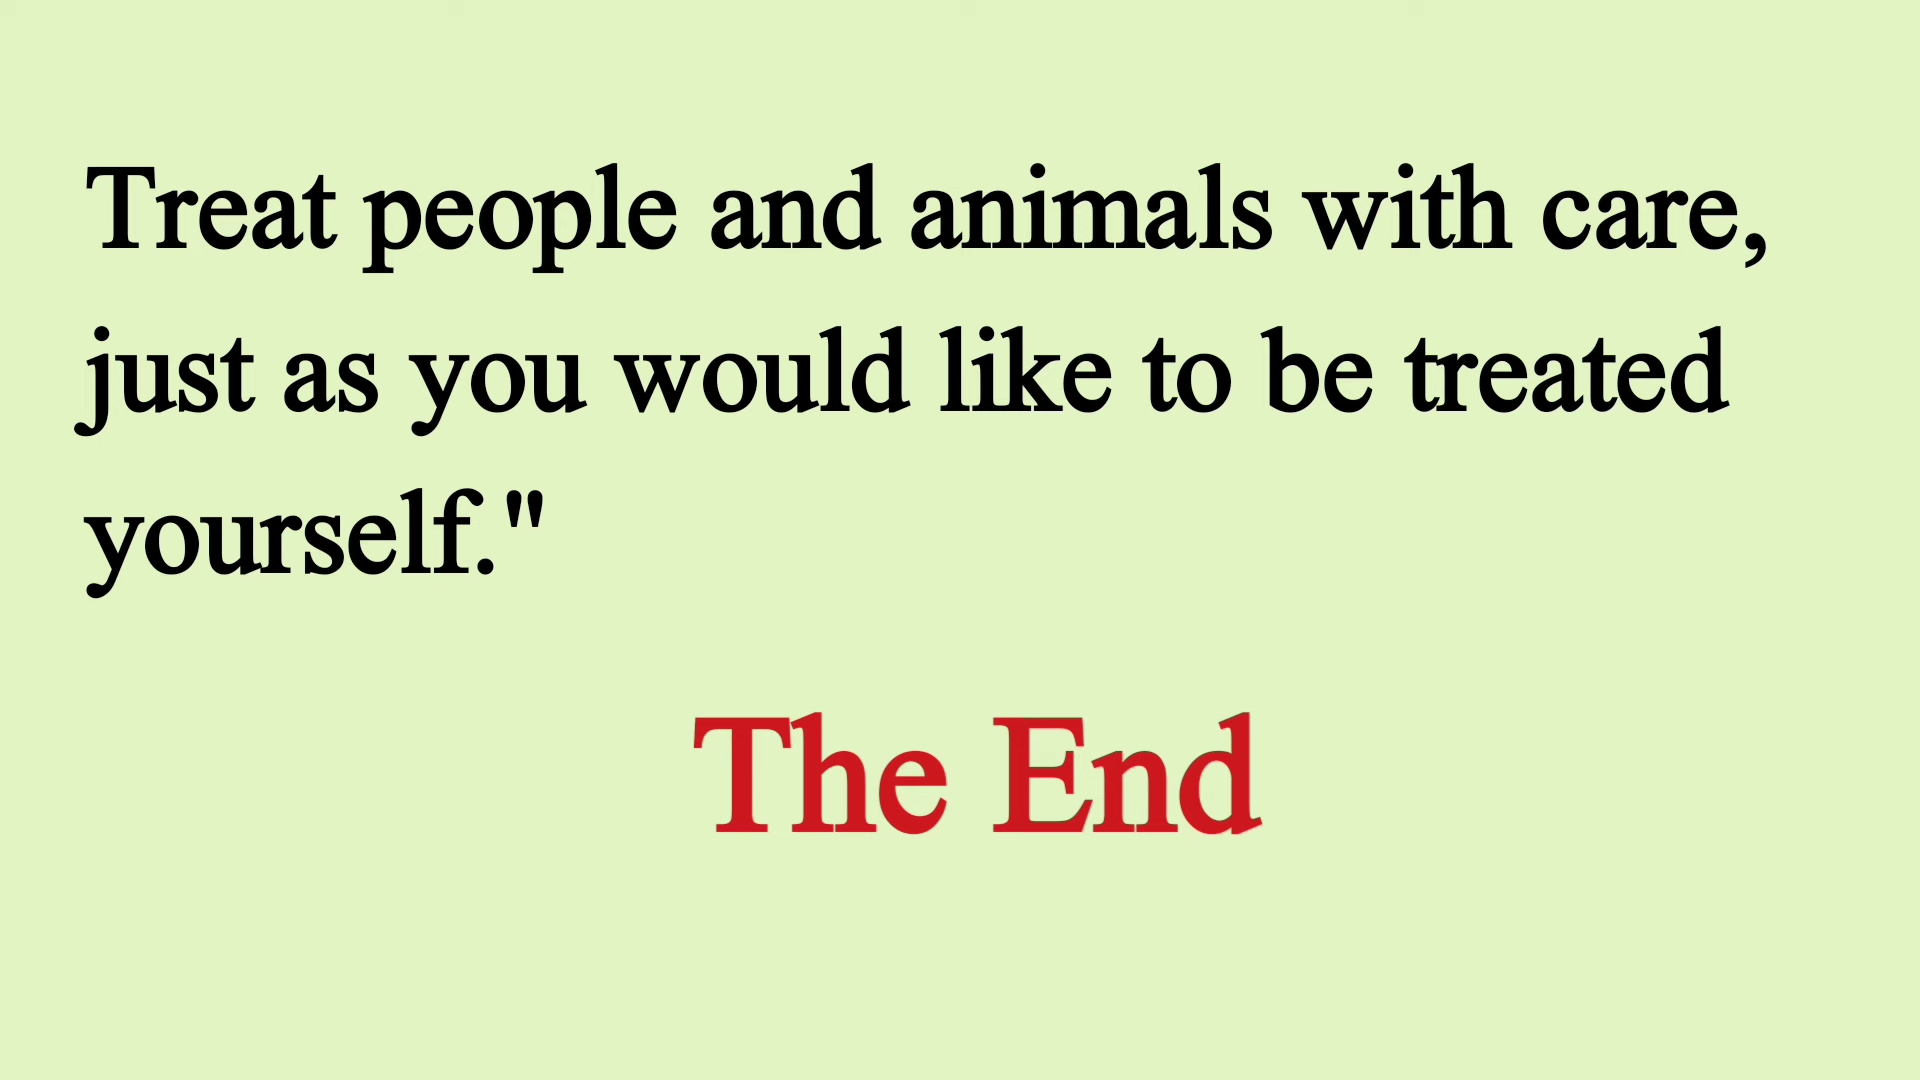 Treat people and animals with care,
just as you would like to be treated
yourself."
The End